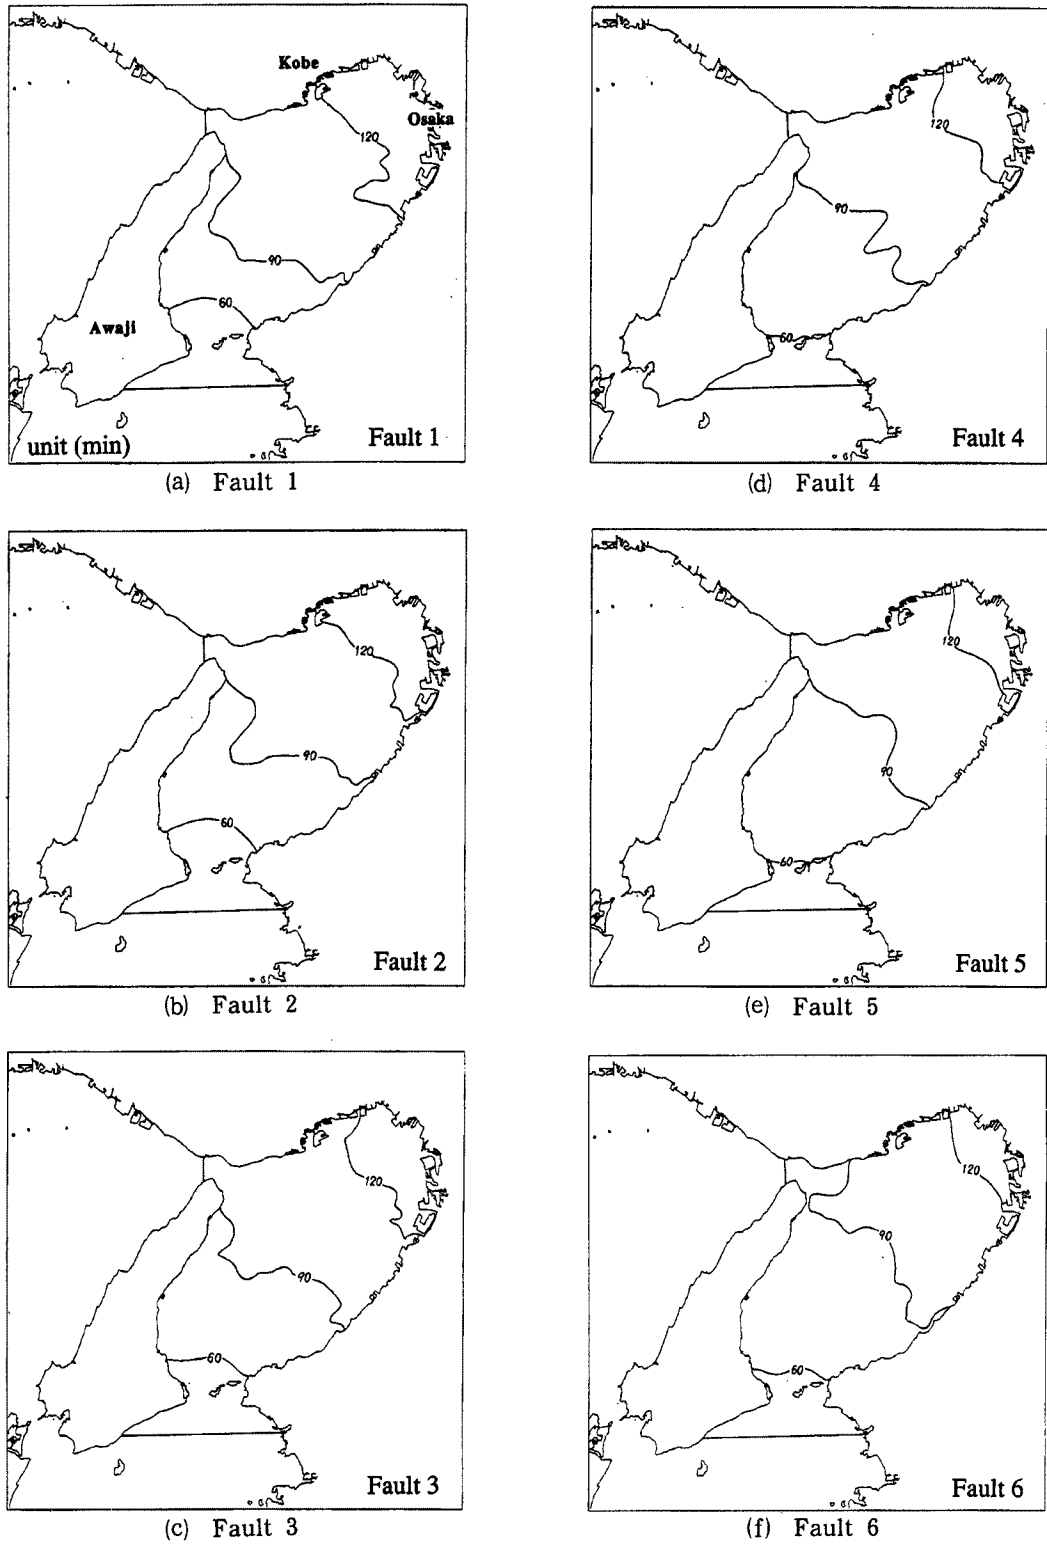 Kobe
Osaka
120
90
60
Awaji
unit (min)
Fault 1
(a) Fault 1
120
90
60
Fault 4
(d) Fault 4
120
90
60
Fault 2
(b) Fault 2
120
90
60
Fault 5
(e) Fault 5
120
90
60
Fault 3
(c) Fault 3
120
90
60
Fault 6
(f) Fault 6